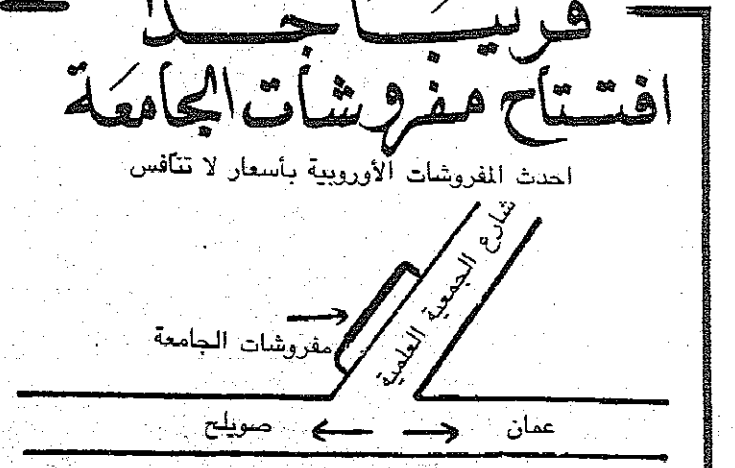 قريباً جداً
افتتاح مفروشات الجامعة
احدث المفروشات الأوروبية بأسعار لا تنافس
شارع الجمعية العلمية
مفروشات الجامعة
عمان
صويلح